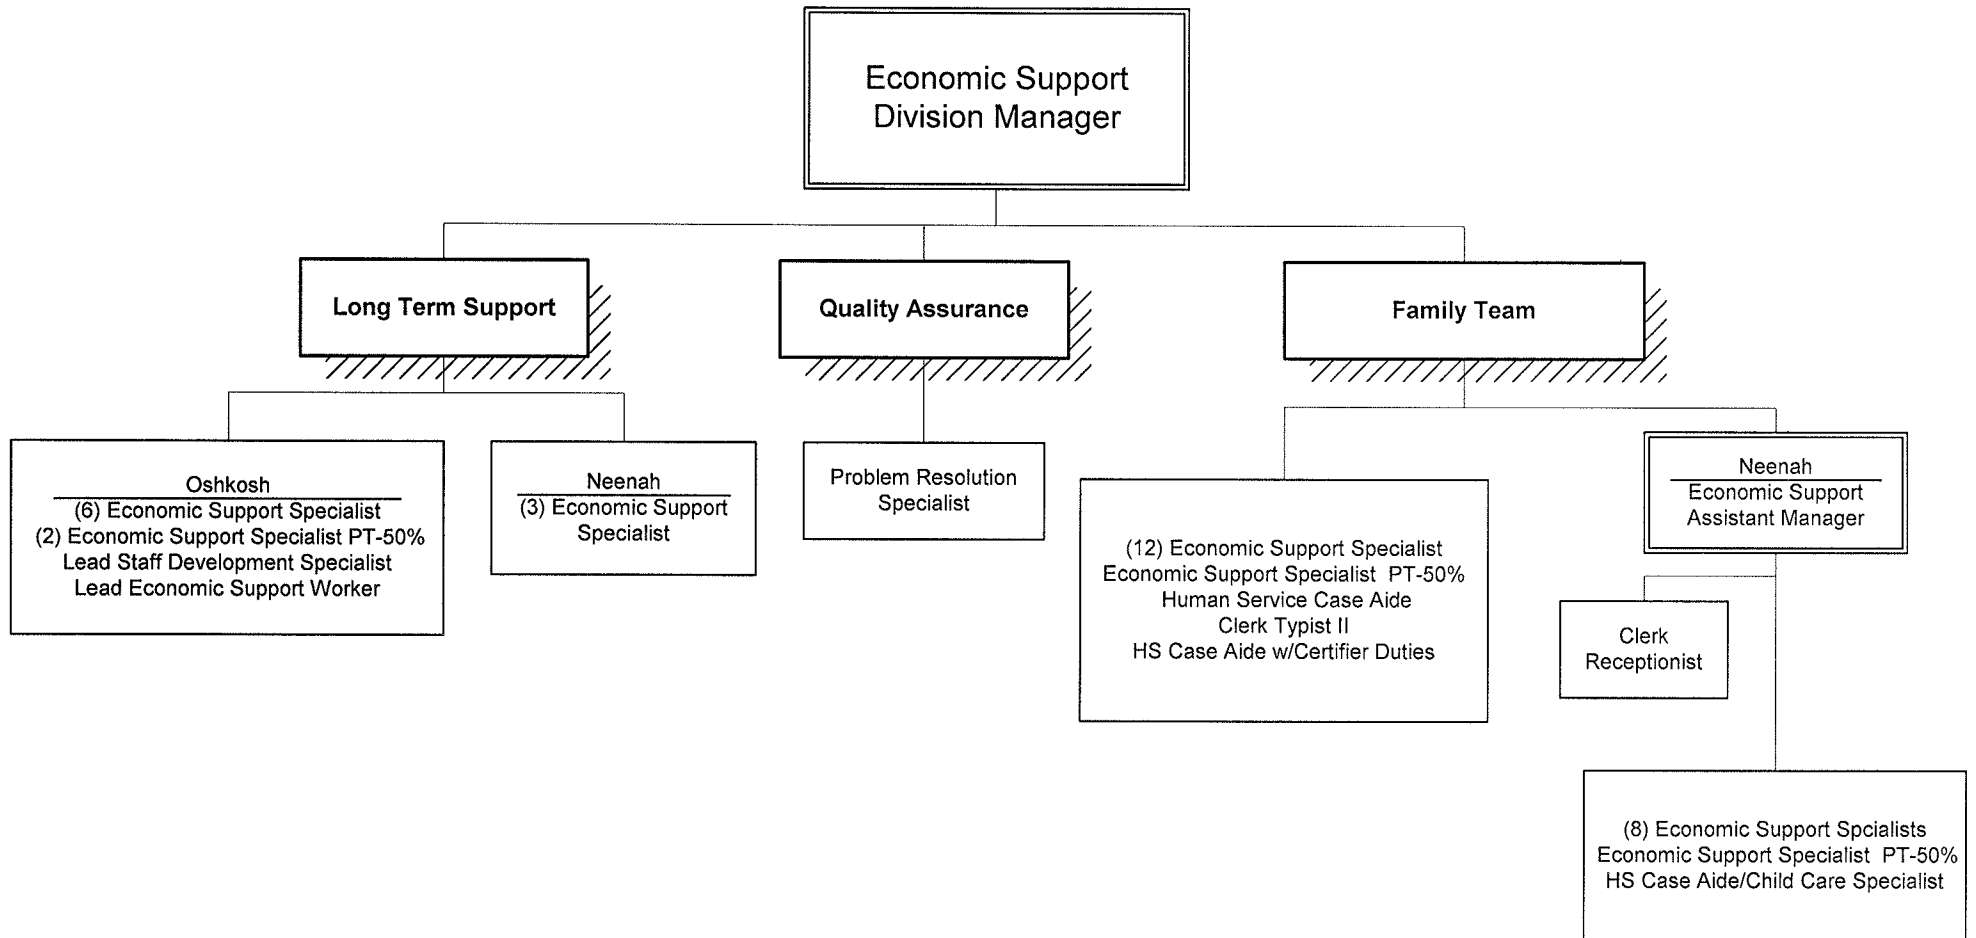 Economic Support
Division Manager
Long Term Support
Quality Assurance
Family Team
Oshkosh
(6) Economic Support Specialist
(2) Economic Support Specialist PT-50%
Lead Staff Development Specialist
Lead Economic Support Worker
Neenah
(3) Economic Support
Specialist
Problem Resolution
Specialist
(12) Economic Support Specialist
Economic Support Specialist  PT-50%
Human Service Case Aide
Clerk Typist II
HS Case Aide w/Certifier Duties
Neenah
Economic Support
Assistant Manager
Clerk
Receptionist
(8) Economic Support Spcialists
Economic Support Specialist  PT-50%
HS Case Aide/Child Care Specialist